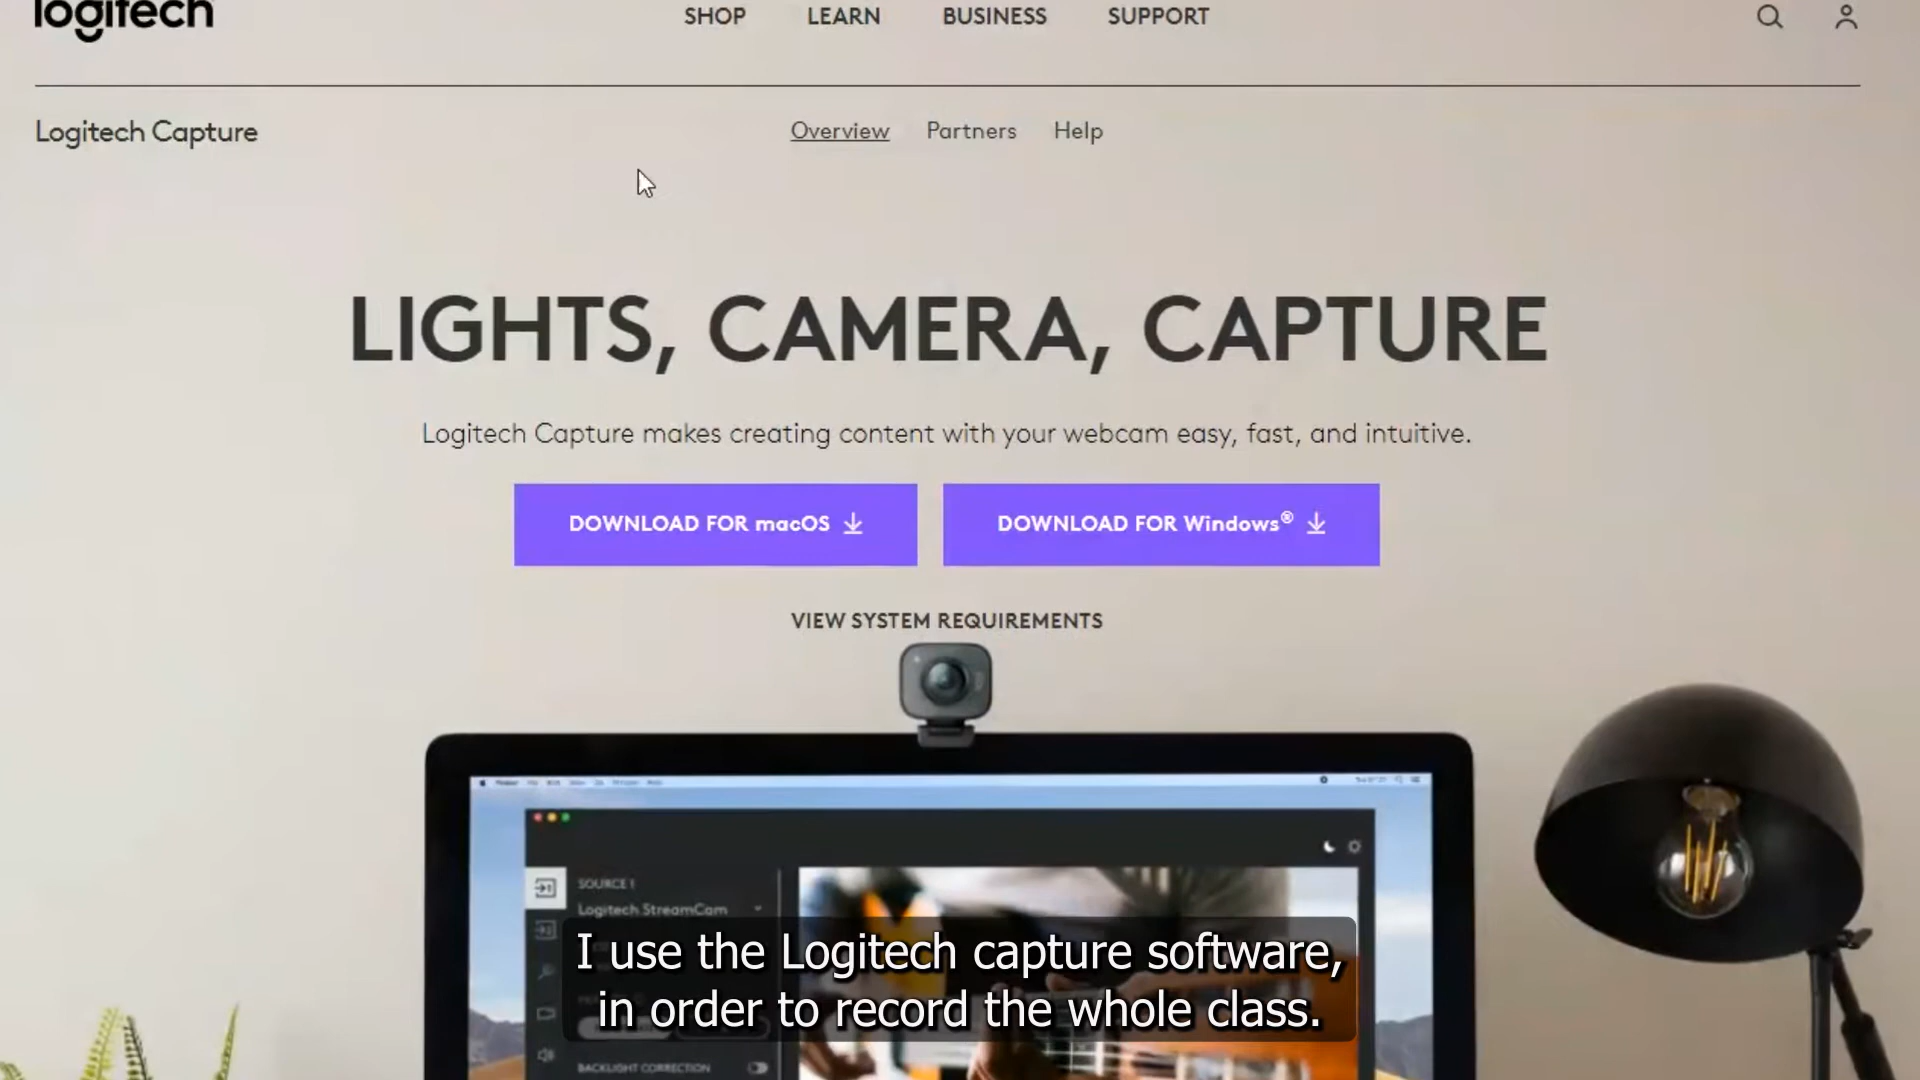 logitech
SHOP LEARN BUSINESS SUPPORT
Logitech Capture
Overview Partners Help
LIGHTS, CAMERA, CAPTURE
Logitech Capture makes creating content with your webcam easy, fast, and intuitive.
DOWNLOAD FOR macOS
DOWNLOAD FOR Windows®
VIEW SYSTEM REQUIREMENTS
SOURCE 1
Logitech StreamCam
I use the Logitech capture software,
in order to record the whole class.
BACKLIGHT CORRECTION